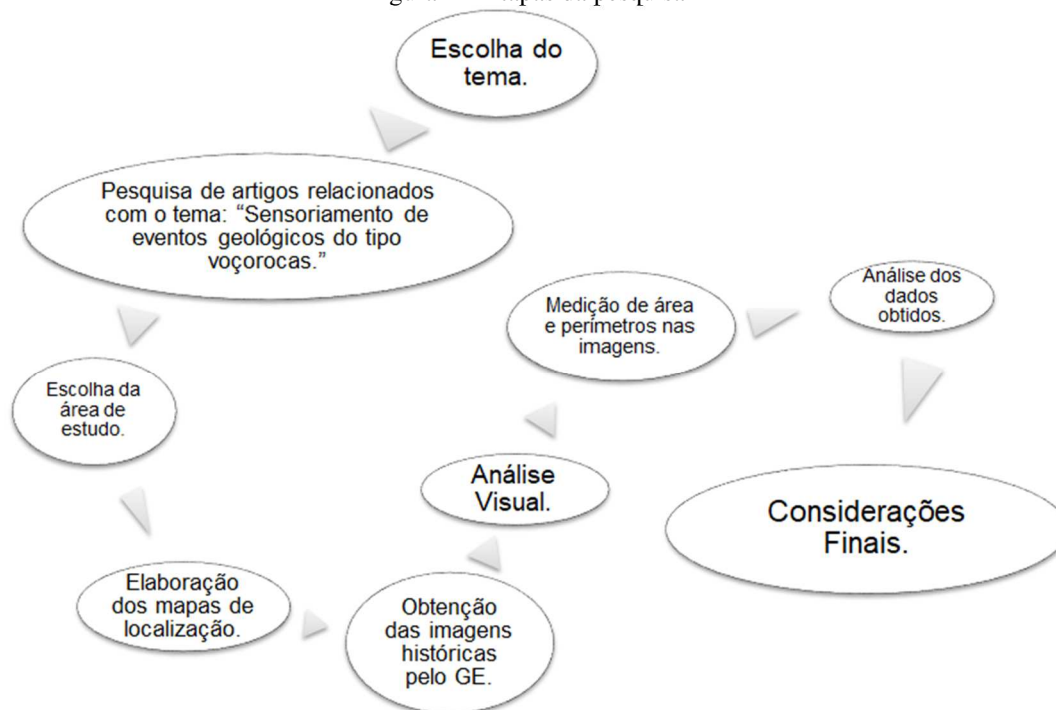 Escolha do
tema.
Pesquisa de artigos relacionados
com o tema: “Sensoriamento de
eventos geológicos do tipo
voçorocas.”
Escolha da
área de
estudo.
Elaboração
dos mapas de
localização.
Obtenção
das imagens
históricas
pelo GE.
Análise
Visual.
Medição de área
e perímetros nas
imagens.
Análise dos
dados
obtidos.
Considerações
Finais.